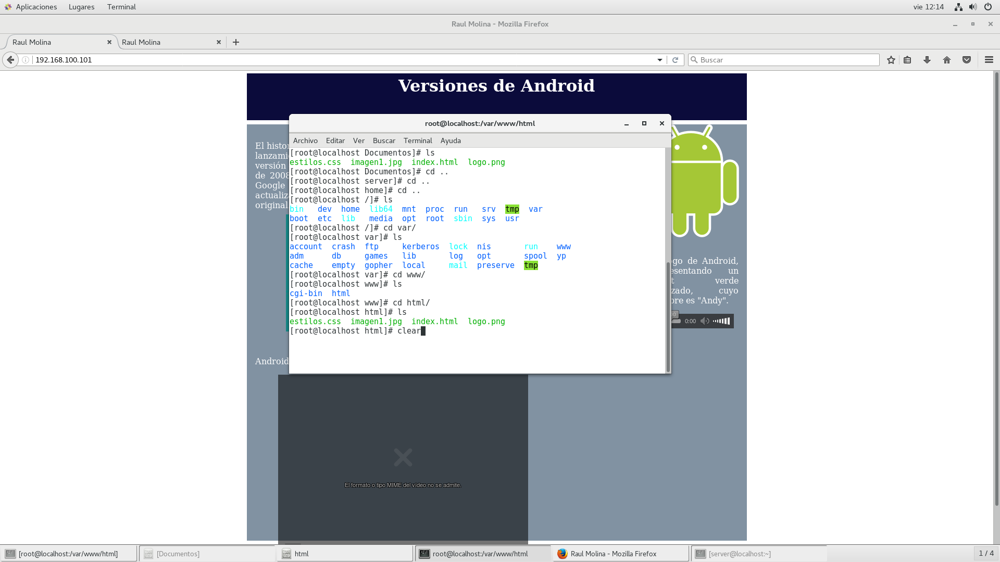 Aplicaciones Lugares Terminal vie 12:14
Raul Molina - Mozilla Firefox
Raul Molina Raul Molina
192.168.100.101 Buscar
Versiones de Android
root@localhost:/var/www/html
Archivo Editar Ver Buscar Terminal Ayuda
[root@localhost Documentos]# ls
estilos.css imagen1.jpg index.html logo.png
[root@localhost Documentos]# cd ..
[root@localhost server]# cd ..
[root@localhost home]# cd ..
[root@localhost /]# ls
bin dev home lib64 mnt proc run srv tmp var
boot etc lib media opt root sbin sys usr
[root@localhost /]# cd var/
[root@localhost var]# ls
account crash ftp kerberos lock nis run www
adm db games lib log opt spool yp
cache empty gopher local mail preserve tmp
[root@localhost var]# cd www/
[root@localhost www]# ls
cgi-bin html
[root@localhost www]# cd html/
[root@localhost html]# ls
estilos.css imagen1.jpg index.html logo.png
[root@localhost html]# clear
El
versión
de 2008
Google
original
Android
de Android,
un
verde
cuyo
es "Andy".
0:00
El formato o tipo MIME del vídeo no se admite.
[root@localhost:/var/www/html] [Documentos] html root@localhost:/var/www/html Raul Molina - Mozilla Firefox [server@localhost:~] 1 / 4